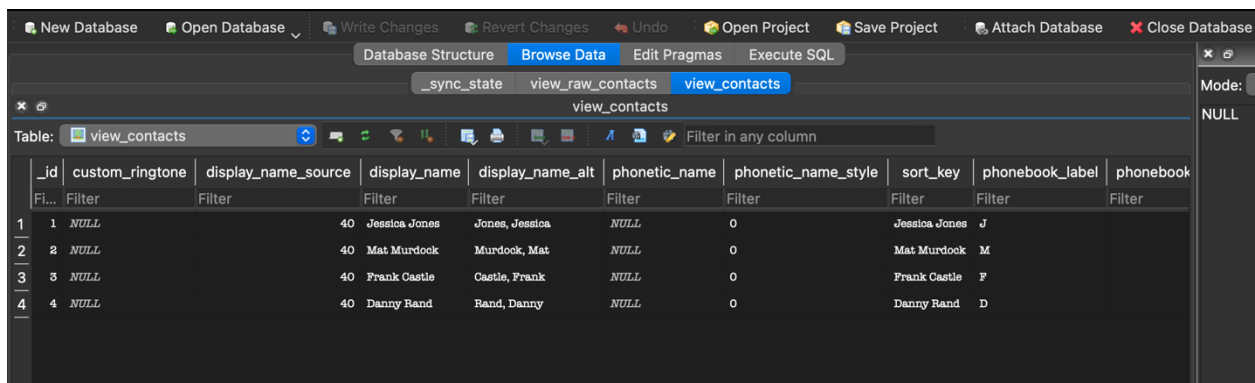 New Database Open Database Write Changes Revert Changes Undo Open Project Save Project Attach Database Close Database
Database Structure Browse Data Edit Pragmas Execute SQL
_sync_state view_raw_contacts view_contacts
view_contacts
Mode:
NULL
Table: view_contacts Filter in any column
_id custom_ringtone display_name_source display_name display_name_alt phonetic_name phonetic_name_style sort_key phonebook_label phonebook
Fi... Filter Filter Filter Filter Filter Filter Filter Filter Filter
1 1 NULL 40 Jessica Jones Jones, Jessica NULL 0 Jessica Jones J
2 2 NULL 40 Mat Murdock Murdock, Mat NULL 0 Mat Murdock M
3 3 NULL 40 Frank Castle Castle, Frank NULL 0 Frank Castle F
4 4 NULL 40 Danny Rand Rand, Danny NULL 0 Danny Rand D